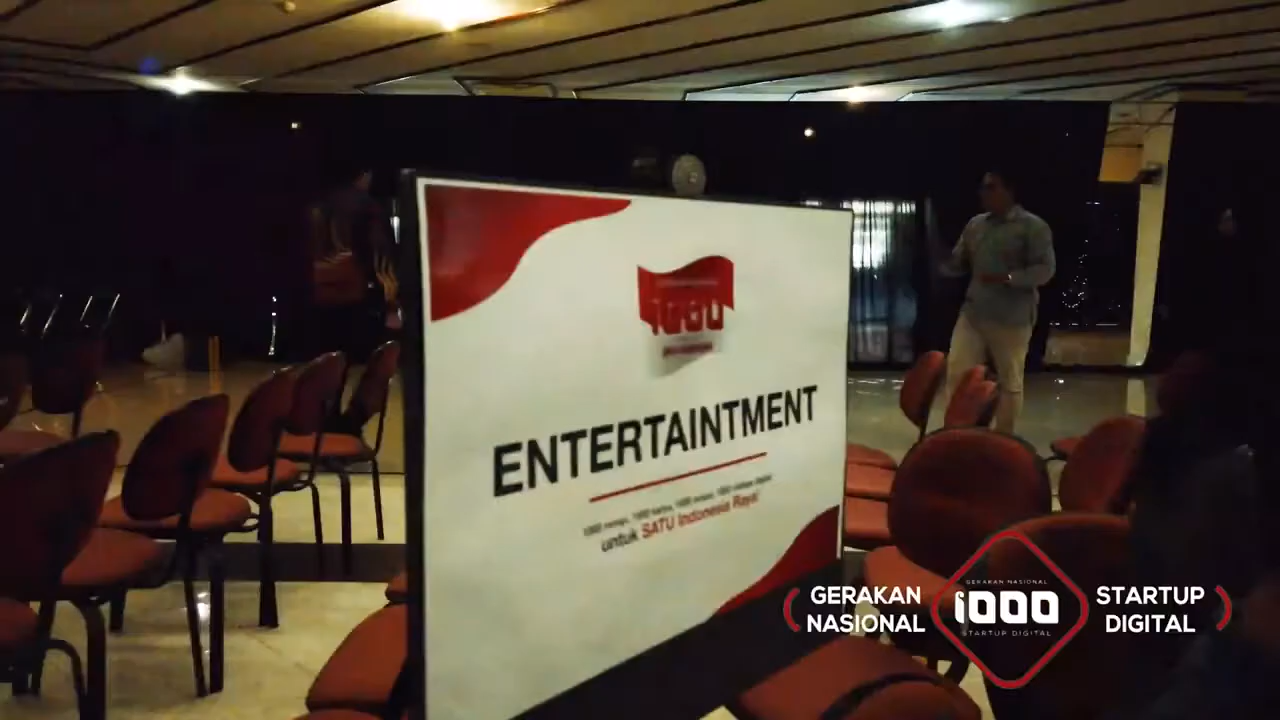 1000
ENTERTAINTMENT
untuk SATU Indonesia Raya!
GERAKAN
NASIONAL
GERAKAN NASIONAL
1000
STARTUP DIGITAL
STARTUP
DIGITAL